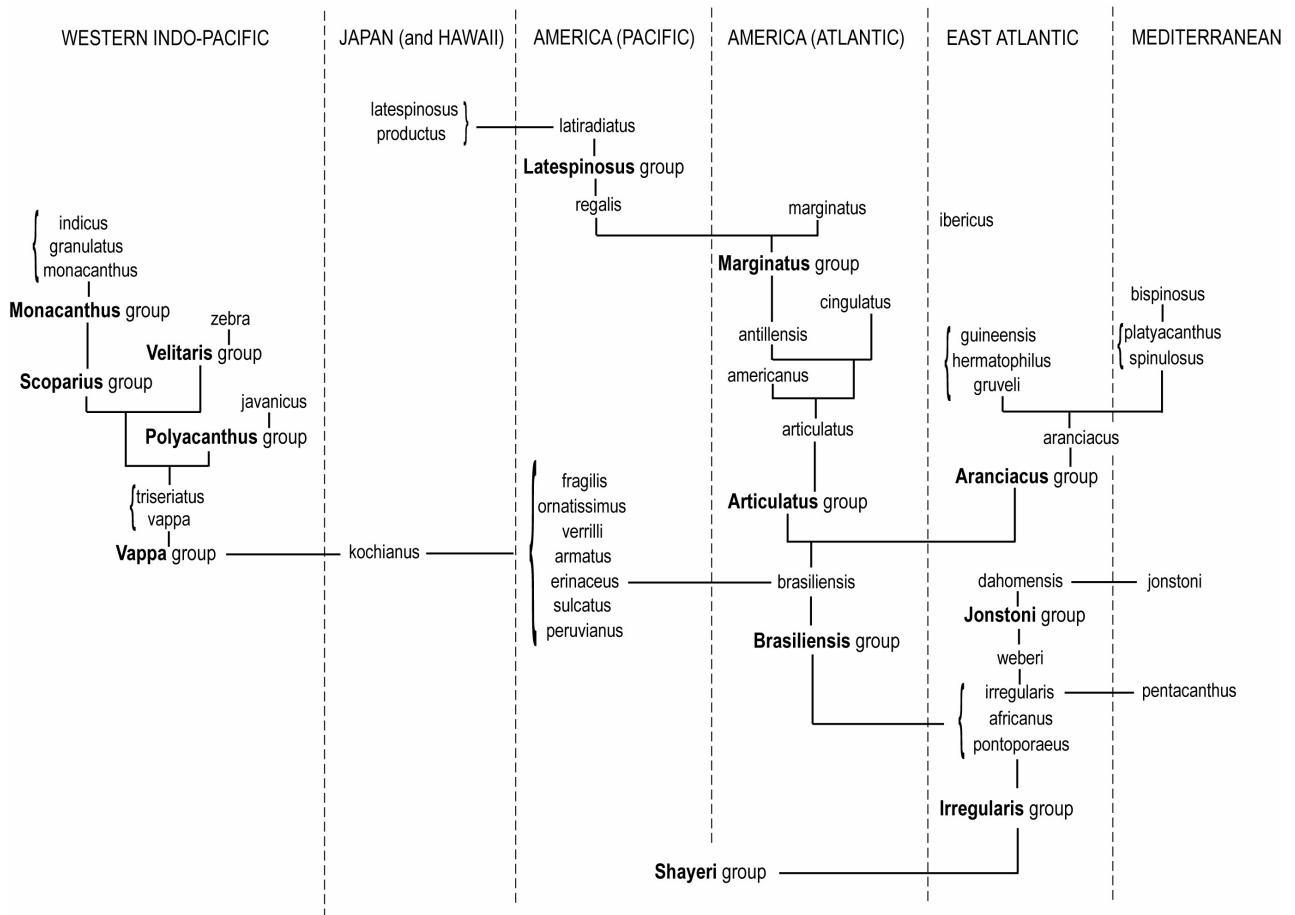 WESTERN INDO-PACIFIC
JAPAN (and HAWAII)
AMERICA (PACIFIC)
AMERICA (ATLANTIC)
EAST ATLANTIC
MEDITERRANEAN
latespinosus
productus
latiradiatus
Latespinosus group
regalis
marginatus
ibericus
indicus
granulatus
monacanthus
Monacanthus group
zebra
Velitaris group
Scoparius group
javanicus
Polyacanthus group
triseriatus
vappa
Vappa group
kochianus
fragilis
ornatissimus
verrilli
armatus
erinaceus
sulcatus
peruvianus
Marginatus group
cingulatus
antillensis
americanus
articulatus
Articulatus group
brasiliensis
Brasiliensis group
guineensis
hermatophilus
gruveli
bispinosus
platyacanthus
spinulosus
aranciacus
Aranciacus group
dahomensis
jonstoni
Jonstoni group
weberi
irregularis
africanus
pontoporaeus
pentacanthus
Irregularis group
Shayeri group